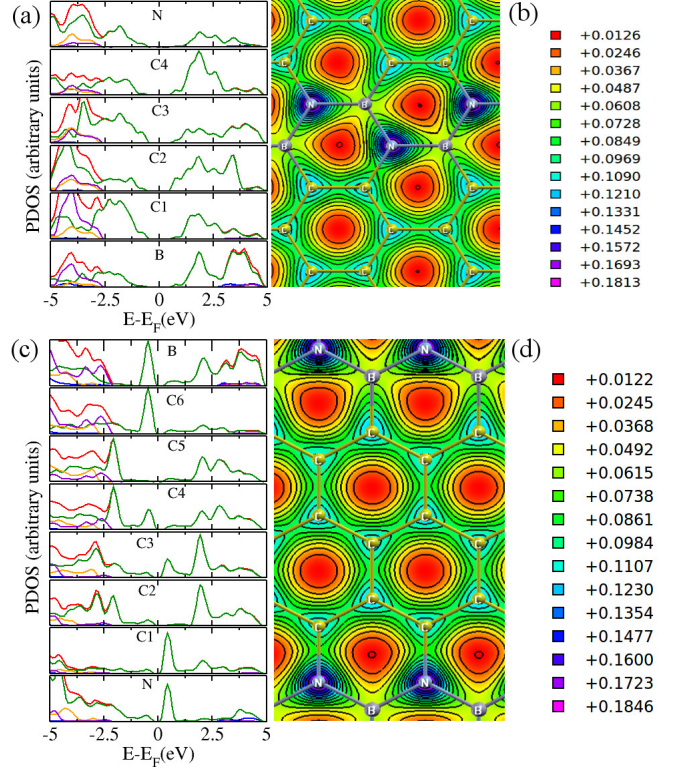 (a)
PDOS (arbitrary units)
N
C4
C3
C2
C1
B
-5 -2.5 0 2.5 5
E-E_F(eV)
C C C
C C C
N B N
B N B
C C
C C C
C C C
(b)
+0.0126
+0.0246
+0.0367
+0.0487
+0.0608
+0.0728
+0.0849
+0.0969
+0.1090
+0.1210
+0.1331
+0.1452
+0.1572
+0.1693
+0.1813
(c)
PDOS (arbitrary units)
B
C6
C5
C4
C3
C2
C1
N
-5 -2.5 0 2.5 5
E-E_F(eV)
N N
B B
C C
C C
C C
C C
C C
C C
N N
B B
(d)
+0.0122
+0.0245
+0.0368
+0.0492
+0.0615
+0.0738
+0.0861
+0.0984
+0.1107
+0.1230
+0.1354
+0.1477
+0.1600
+0.1723
+0.1846